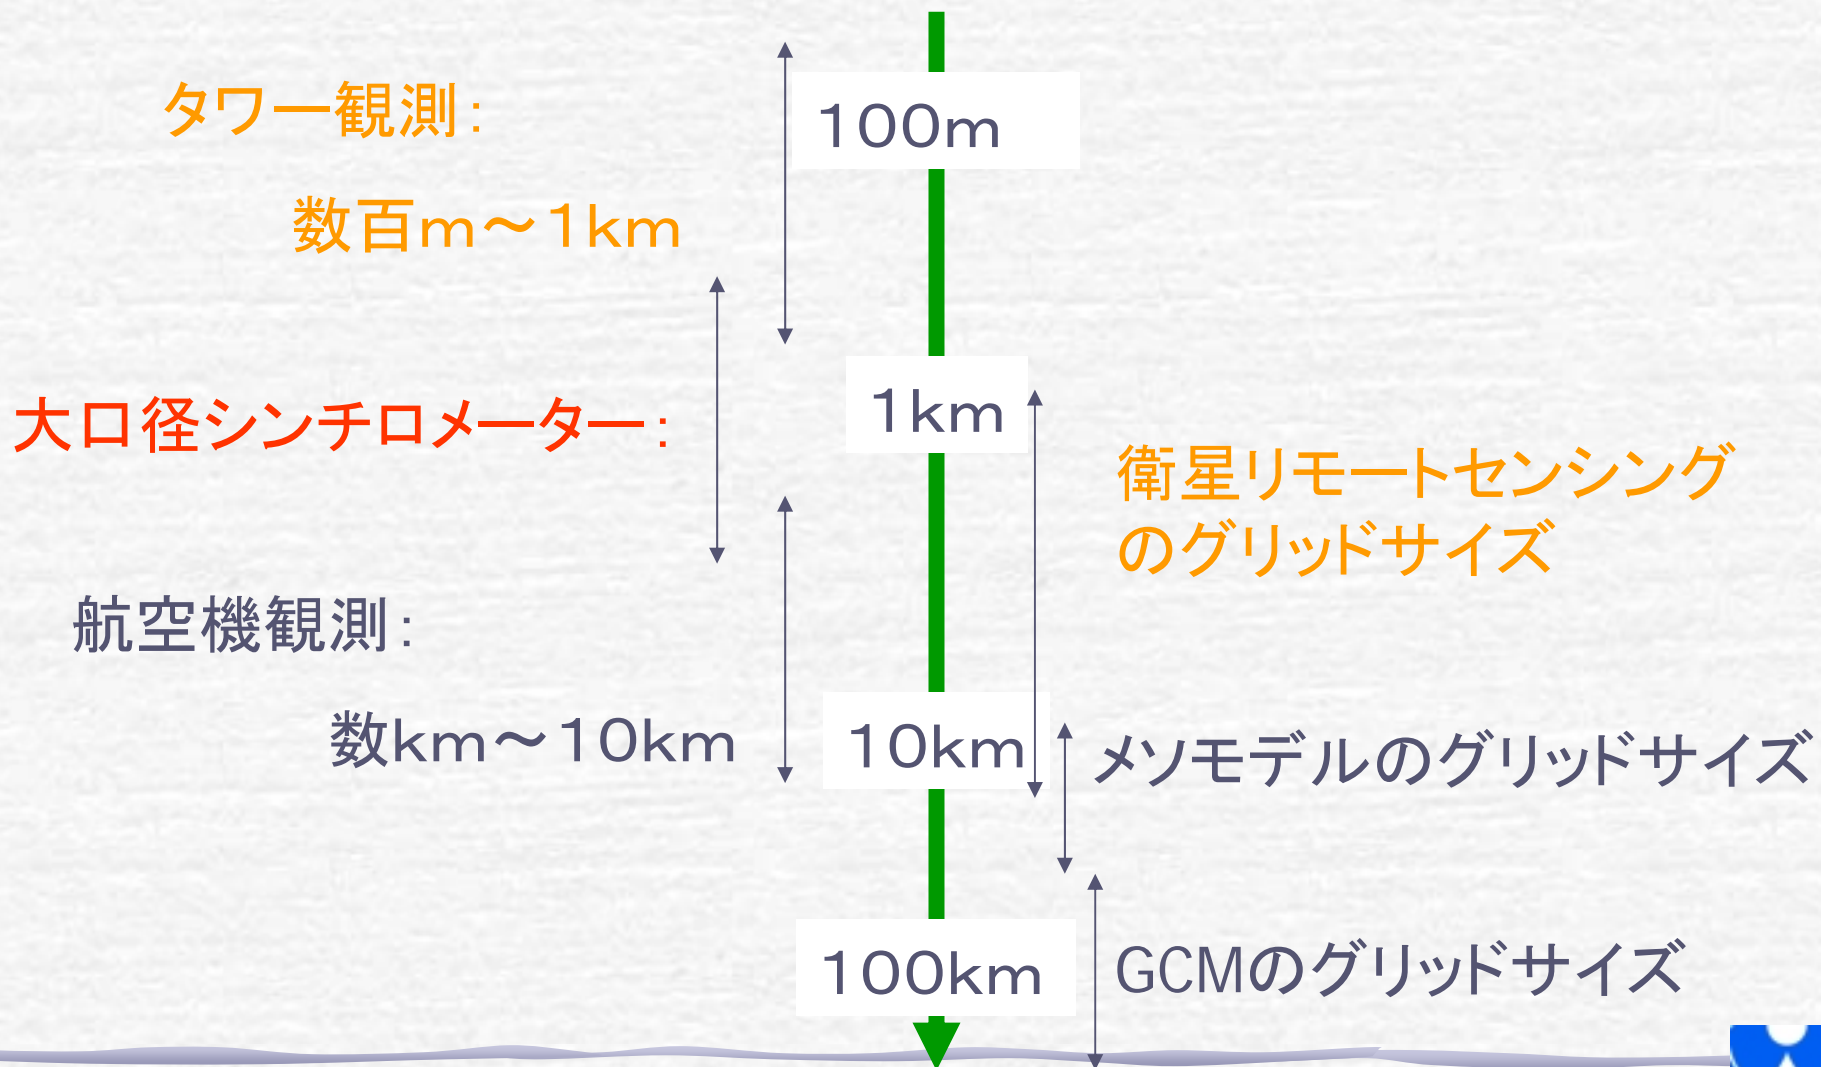 タワー観測：
数百ｍ～１ｋｍ
大口径シンチロメーター：
航空機観測：
数ｋｍ～１０ｋｍ
１００ｍ
１ｋｍ
１０ｋｍ
１００ｋｍ
衛星リモートセンシング
のグリッドサイズ
メソモデルのグリッドサイズ
GCMのグリッドサイズ